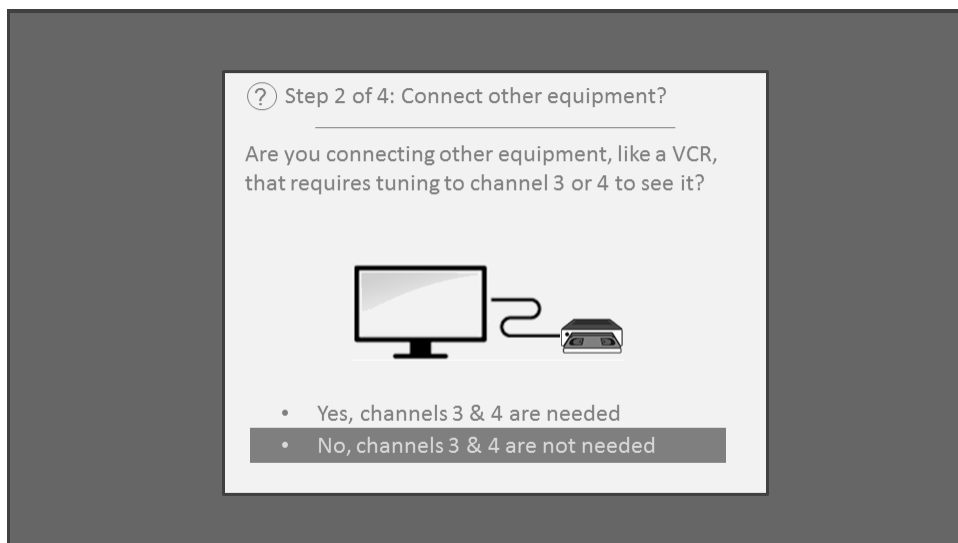 ? Step 2 of 4: Connect other equipment?
Are you connecting other equipment, like a VCR,
that requires tuning to channel 3 or 4 to see it?
• Yes, channels 3 & 4 are needed
• No, channels 3 & 4 are not needed